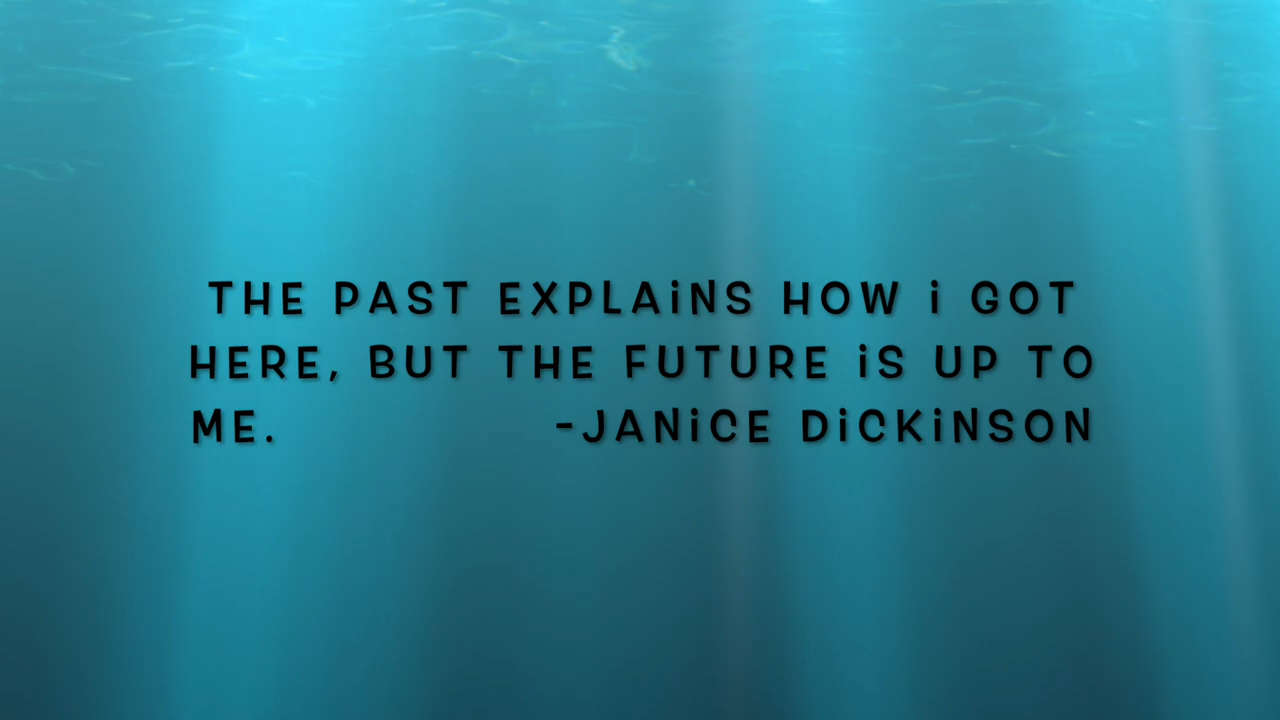 THE PAST EXPLAiNS HOW i GOT
HERE, BUT THE FUTURE iS UP TO
ME. -JANiCE DiCKiNSON